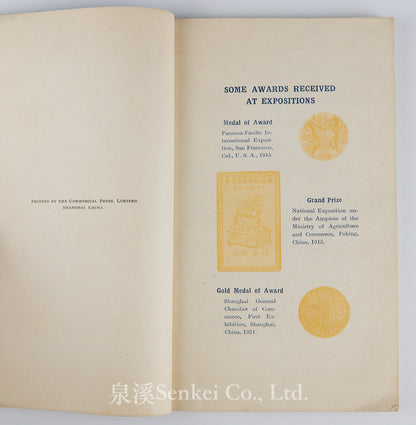 PRINTED BY THE COMMERCIAL PRESS, LIMITED
SHANGHAI, CHINA
SOME AWARDS RECEIVED
AT EXPOSITIONS
Medal of Award
Panama-Pacific In-
ternational Exposi-
tion, San Francisco,
Cal., U. S. A., 1915.
Grand Prize
National Exposition un-
der the Auspices of the
Ministry of Agriculture
and Commerce, Peking,
China, 1915.
Gold Medal of Award
Shanghai General
Chamber of Com-
merce, First Ex-
hibition, Shanghai,
China, 1921.
泉溪Senkei Co., Ltd.